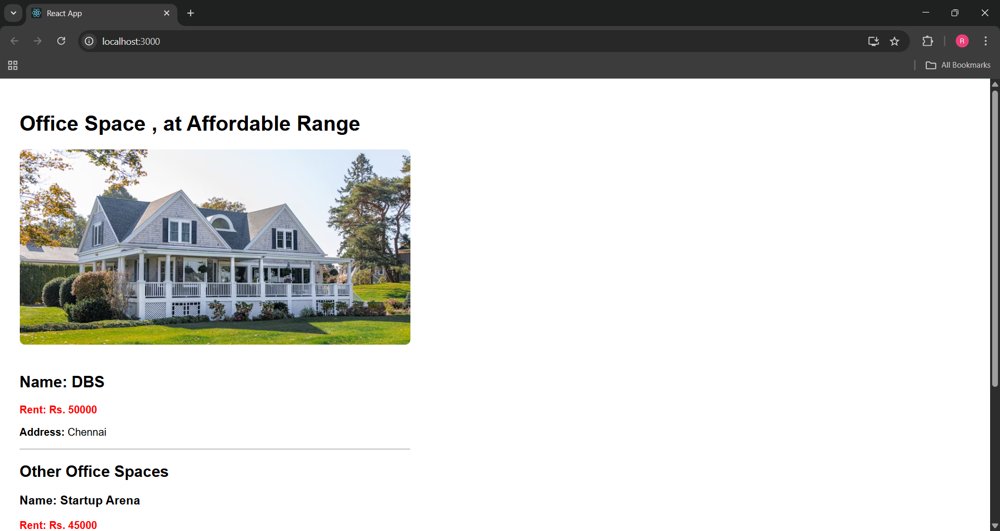 React App
localhost:3000
R
All Bookmarks
Office Space , at Affordable Range
Name: DBS
Rent: Rs. 50000
Address: Chennai
Other Office Spaces
Name: Startup Arena
Rent: Rs. 45000